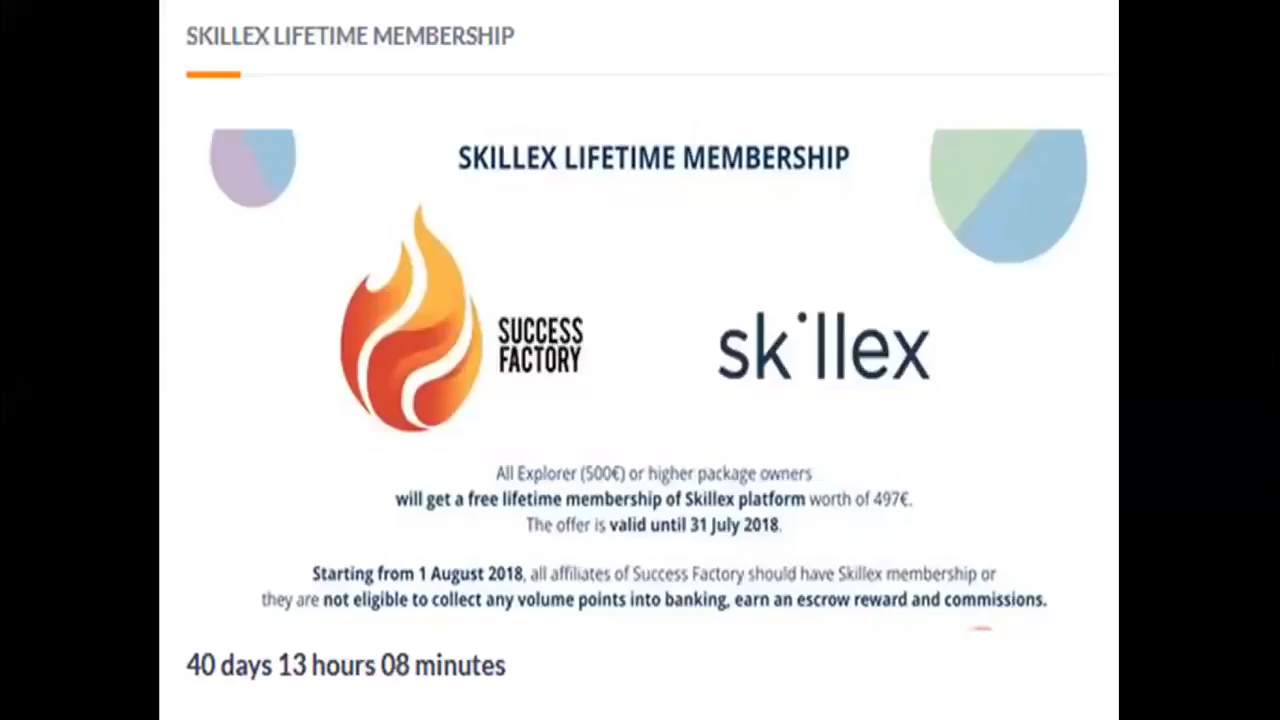 SKILLEX LIFETIME MEMBERSHIP
SKILLEX LIFETIME MEMBERSHIP
SUCCESS
FACTORY
skillex
All Explorer (500€) or higher package owners
will get a free lifetime membership of Skillex platform worth of 497€.
The offer is valid until 31 July 2018.
Starting from 1 August 2018, all affiliates of Success Factory should have Skillex membership or
they are not eligible to collect any volume points into banking, earn an escrow reward and commissions.
40 days 13 hours 08 minutes